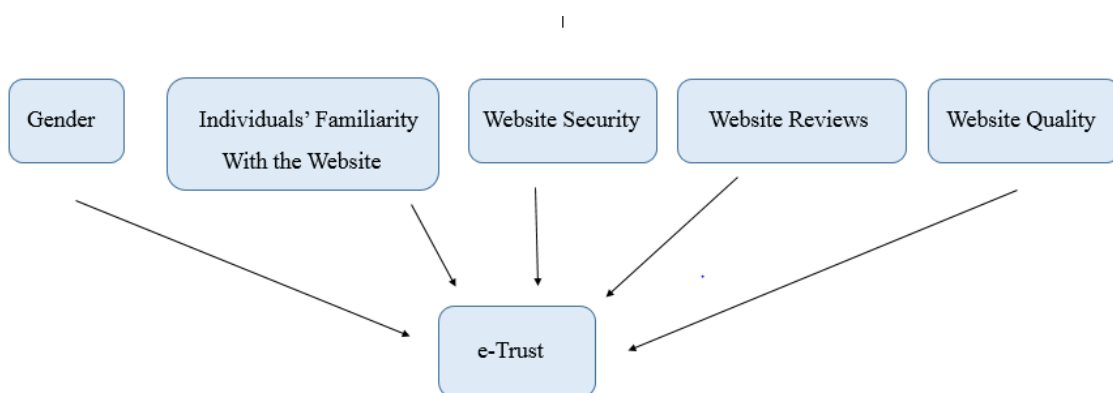 Gender
Individuals’ Familiarity
With the Website
Website Security
Website Reviews
Website Quality
e-Trust